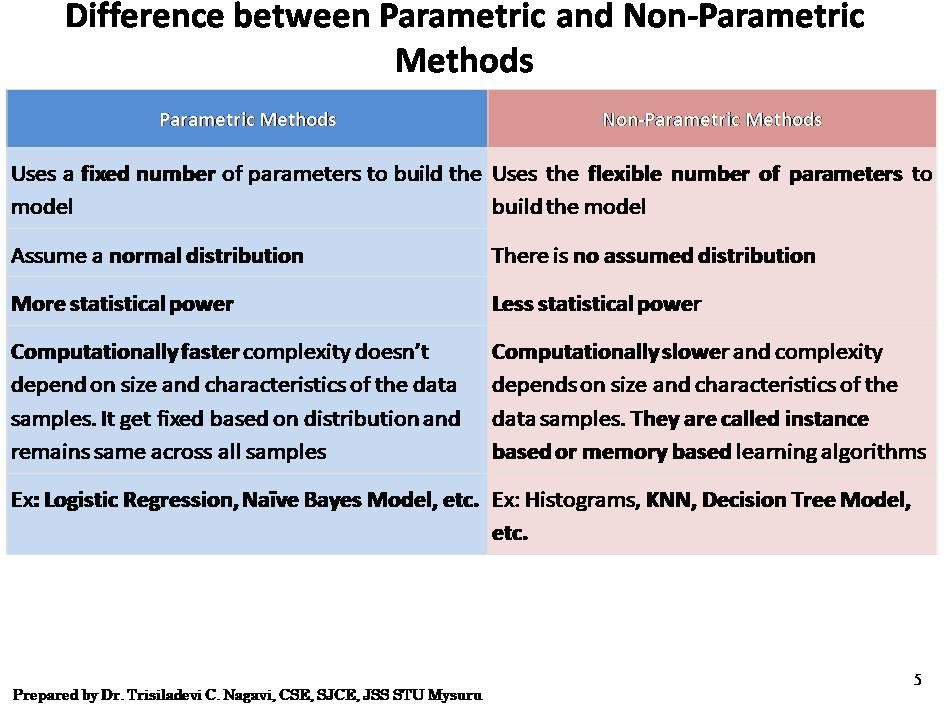 Difference between Parametric and Non-Parametric
Methods
Parametric Methods
Non-Parametric Methods
Uses a fixed number of parameters to build the
model
Uses the flexible number of parameters to
build the model
Assume a normal distribution
There is no assumed distribution
More statistical power
Less statistical power
Computationally faster complexity doesn't
depend on size and characteristics of the data
samples. It get fixed based on distribution and
remains same across all samples
Computationally slower and complexity
depends on size and characteristics of the
data samples. They are called instance
based or memory based learning algorithms
Ex: Logistic Regression, Naïve Bayes Model, etc.
Ex: Histograms, KNN, Decision Tree Model,
etc.
5
Prepared by Dr. Trisiladevi C. Nagavi, CSE, SJCE, JSS STU Mysuru